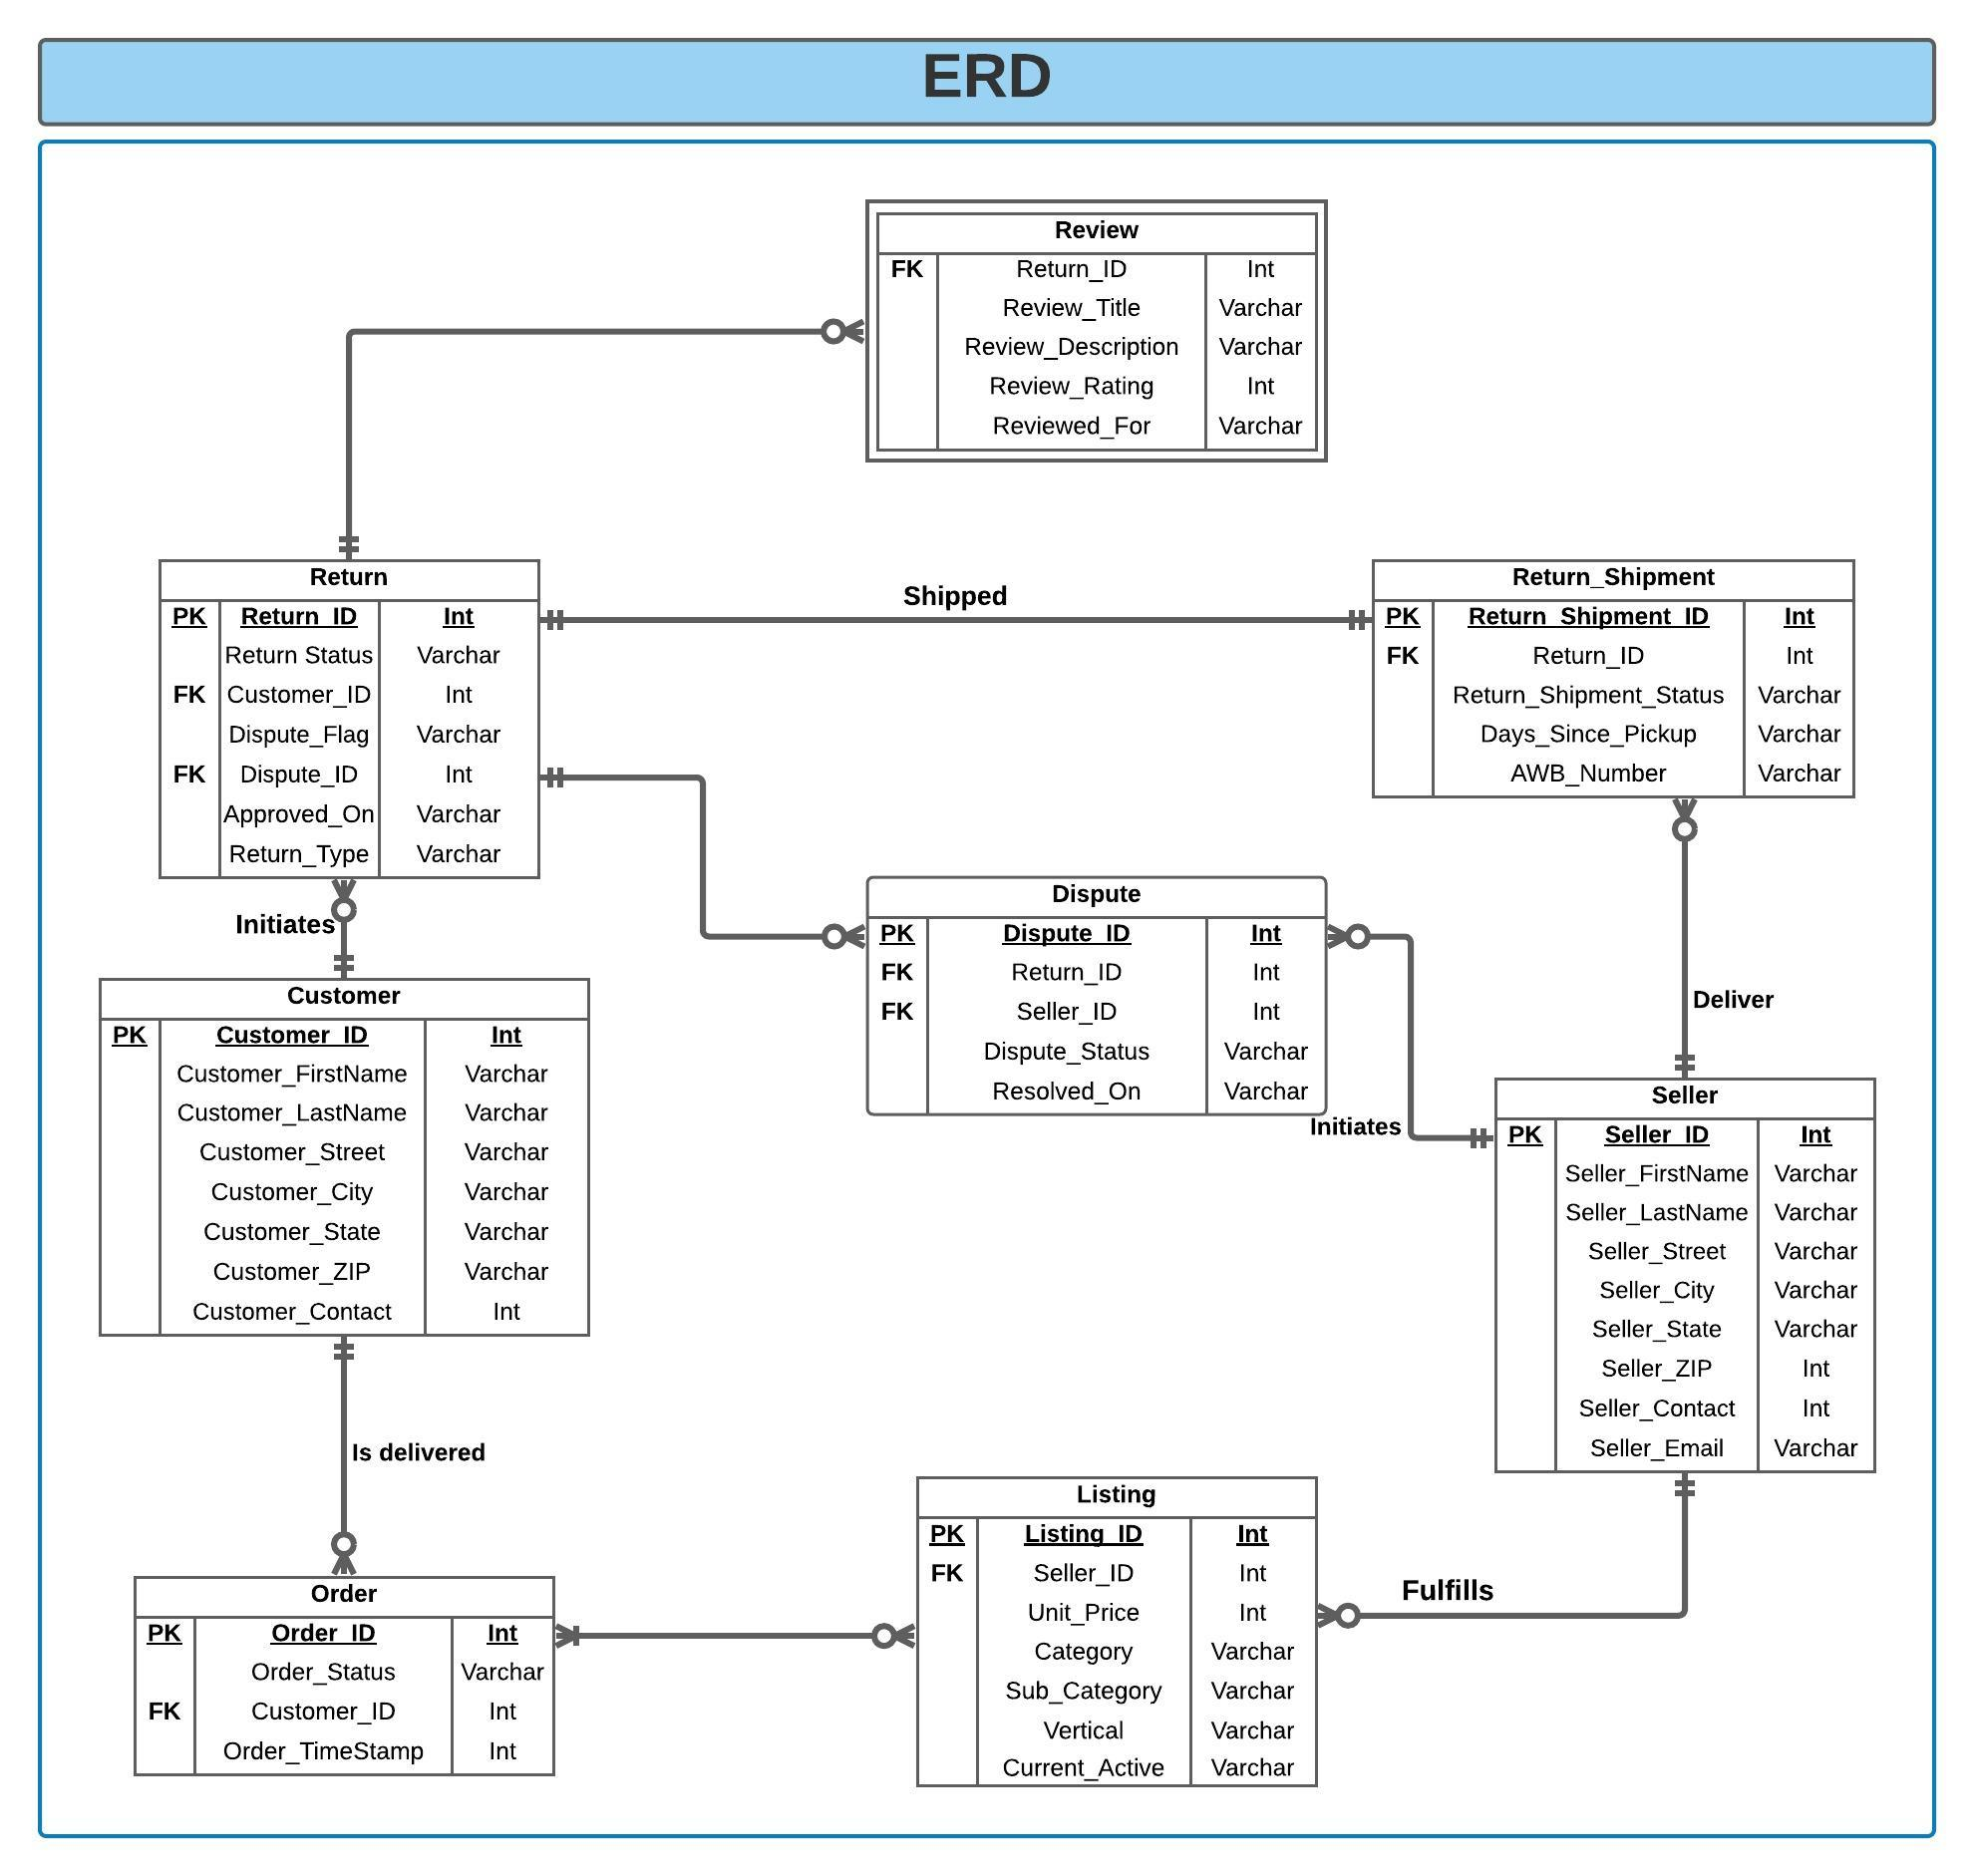 ERD
Review
FK Return_ID Int
Review_Title Varchar
Review_Description Varchar
Review_Rating Int
Reviewed_For Varchar
Return
PK Return_ID Int
Return Status Varchar
FK Customer_ID Int
Dispute_Flag Varchar
FK Dispute_ID Int
Approved_On Varchar
Return_Type Varchar
Shipped
Return_Shipment
PK Return_Shipment_ID Int
FK Return_ID Int
Return_Shipment_Status Varchar
Days_Since_Pickup Varchar
AWB_Number Varchar
Initiates
Dispute
PK Dispute_ID Int
FK Return_ID Int
FK Seller_ID Int
Dispute_Status Varchar
Resolved_On Varchar
Deliver
Initiates
Customer
PK Customer_ID Int
Customer_FirstName Varchar
Customer_LastName Varchar
Customer_Street Varchar
Customer_City Varchar
Customer_State Varchar
Customer_ZIP Varchar
Customer_Contact Int
Seller
PK Seller_ID Int
Seller_FirstName Varchar
Seller_LastName Varchar
Seller_Street Varchar
Seller_City Varchar
Seller_State Varchar
Seller_ZIP Int
Seller_Contact Int
Seller_Email Varchar
Is delivered
Order
PK Order_ID Int
Order_Status Varchar
FK Customer_ID Int
Order_TimeStamp Int
Listing
PK Listing_ID Int
FK Seller_ID Int
Unit_Price Int
Category Varchar
Sub_Category Varchar
Vertical Varchar
Current_Active Varchar
Fulfills